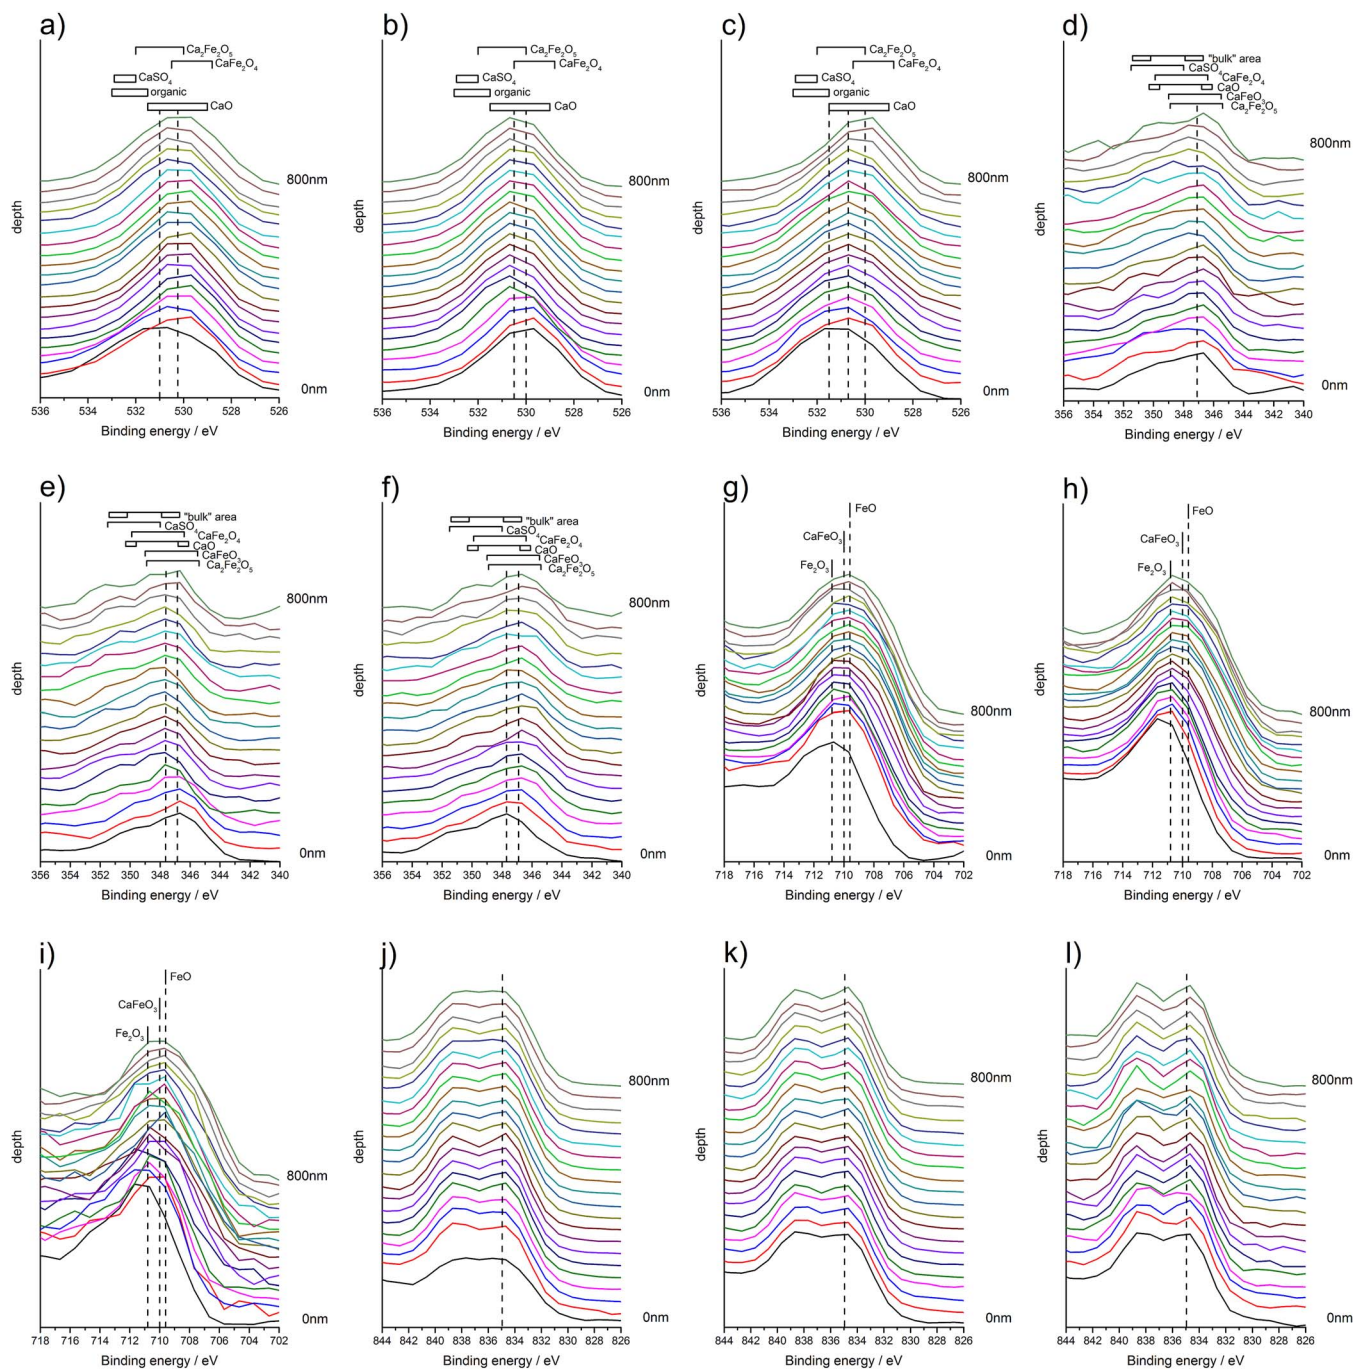 a)
Ca₂Fe₂O₅
CaFe₂O₄
CaSO₄
organic
CaO
800nm
0nm
depth
536 534 532 530 528 526
Binding energy / eV
b)
Ca₂Fe₂O₅
CaFe₂O₄
CaSO₄
organic
CaO
800nm
0nm
depth
536 534 532 530 528 526
Binding energy / eV
c)
Ca₂Fe₂O₅
CaFe₂O₄
CaSO₄
organic
CaO
800nm
0nm
depth
536 534 532 530 528 526
Binding energy / eV
d)
"bulk" area
CaSO₄
CaFe₂O₄
CaO
CaFeO₃
Ca₂Fe₂O₅
800nm
0nm
depth
356 354 352 350 348 346 344 342 340
Binding energy / eV
e)
"bulk" area
CaSO₄
CaFe₂O₄
CaO
CaFeO₃
Ca₂Fe₂O₅
800nm
0nm
depth
356 354 352 350 348 346 344 342 340
Binding energy / eV
f)
"bulk" area
CaSO₄
CaFe₂O₄
CaO
CaFeO₃
Ca₂Fe₂O₅
800nm
0nm
depth
356 354 352 350 348 346 344 342 340
Binding energy / eV
g)
FeO
CaFeO₃
Fe₂O₃
800nm
0nm
depth
718 716 714 712 710 708 706 704 702
Binding energy / eV
h)
FeO
CaFeO₃
Fe₂O₃
800nm
0nm
depth
718 716 714 712 710 708 706 704 702
Binding energy / eV
i)
FeO
CaFeO₃
Fe₂O₃
800nm
0nm
depth
718 716 714 712 710 708 706 704 702
Binding energy / eV
j)
800nm
0nm
depth
844 842 840 838 836 834 832 830 828 826
Binding energy / eV
k)
800nm
0nm
depth
844 842 840 838 836 834 832 830 828 826
Binding energy / eV
l)
800nm
0nm
depth
844 842 840 838 836 834 832 830 828 826
Binding energy / eV